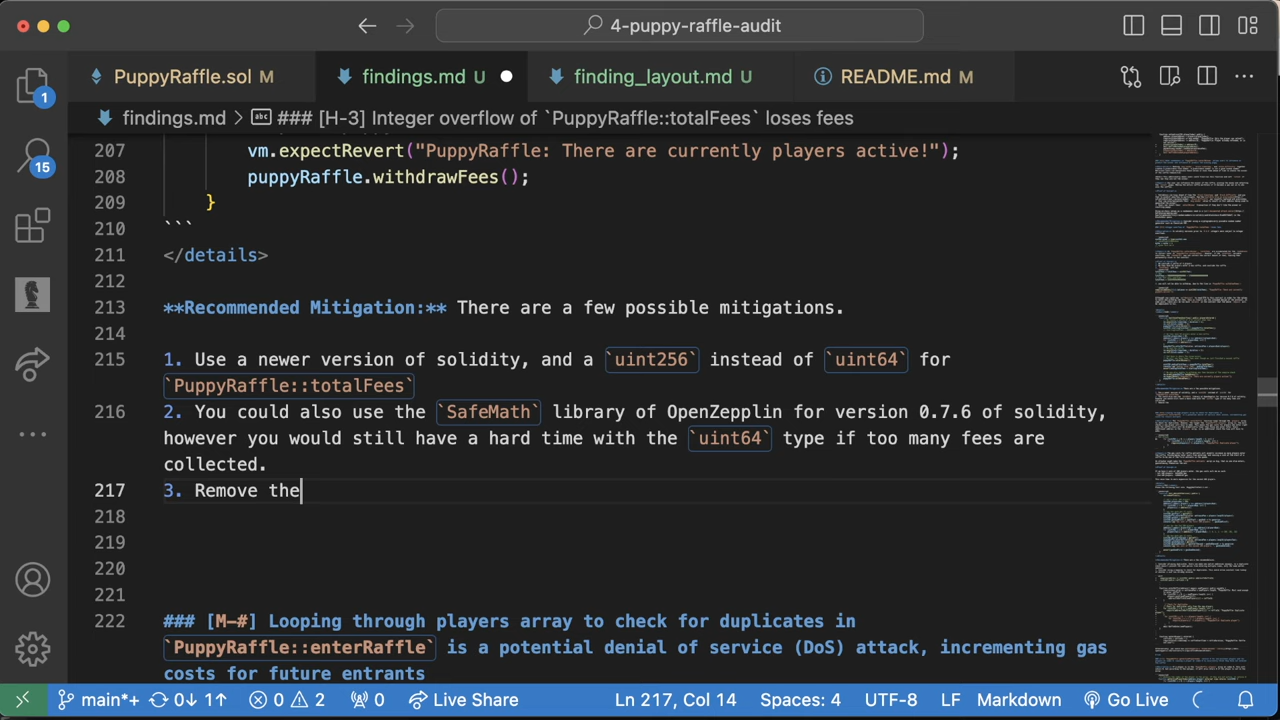 4-puppy-raffle-audit
PuppyRaffle.sol M
findings.md U
finding_layout.md U
README.md M
1
findings.md > ### [H-3] Integer overflow of `PuppyRaffle::totalFees` loses fees
207 vm.expectRevert("PuppyRaffle: There are currently players active!");
208 puppyRaffle.withdrawFees();
209 }
15
210 ```
211 </details>
212
213 **Recommended Mitigation:** There are a few possible mitigations.
214
215 1. Use a newer version of solidity, and a `uint256` instead of `uint64` for
`PuppyRaffle::totalFees`
216 2. You could also use the `SafeMath` library of OpenZepplin for version 0.7.6 of solidity,
however you would still have a hard time with the `uint64` type if too many fees are
collected.
217 3. Remove the
218
219
220
221
222 ### [M-#] Looping through players array to check for duplicates in
`PuppyRaffle::enterRaffle` is a potential denial of service (DoS) attack, incrementing gas
costs for future entrants
main*+ 0↓ 1↑ 0 2 0 Live Share Ln 217, Col 14 Spaces: 4 UTF-8 LF Markdown Go Live